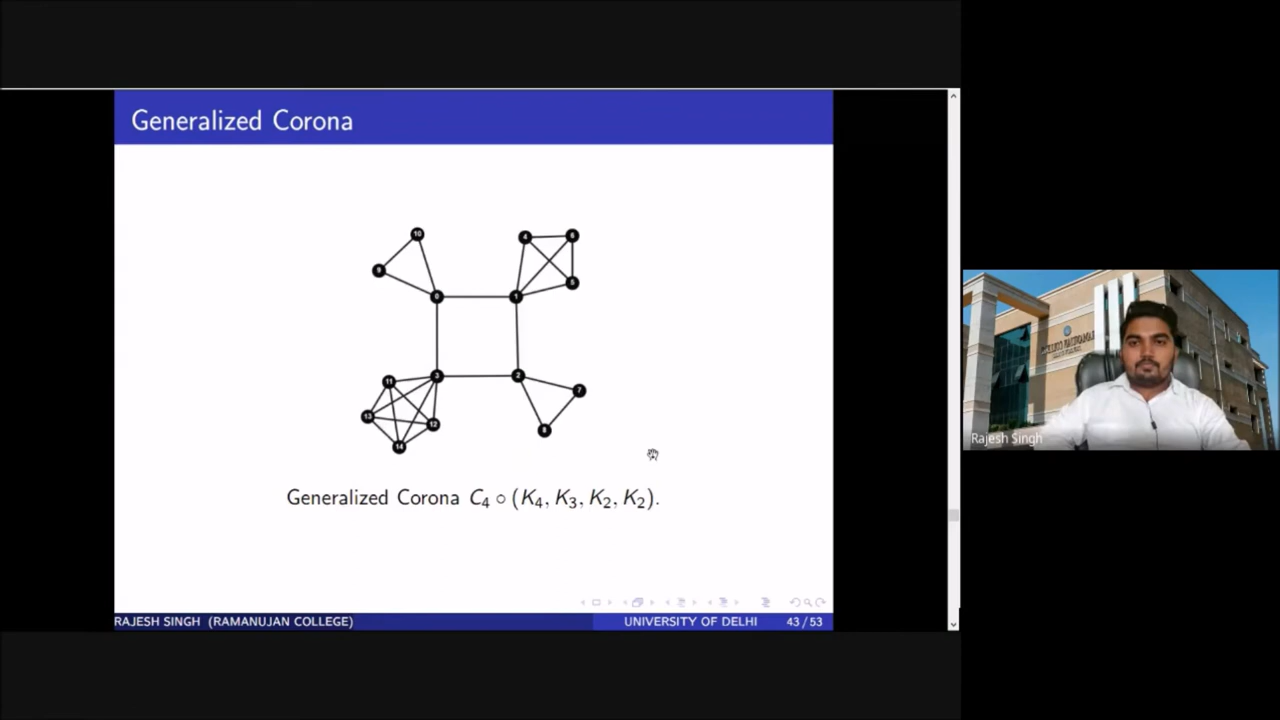 Generalized Corona
10
4 6
9
5
0 1
11 3 2
7
13
12
8
14
Generalized Corona C₄ ∘ (K₄, K₃, K₂, K₂).
RAJESH SINGH (RAMANUJAN COLLEGE) UNIVERSITY OF DELHI 43 / 53
Rajesh Singh